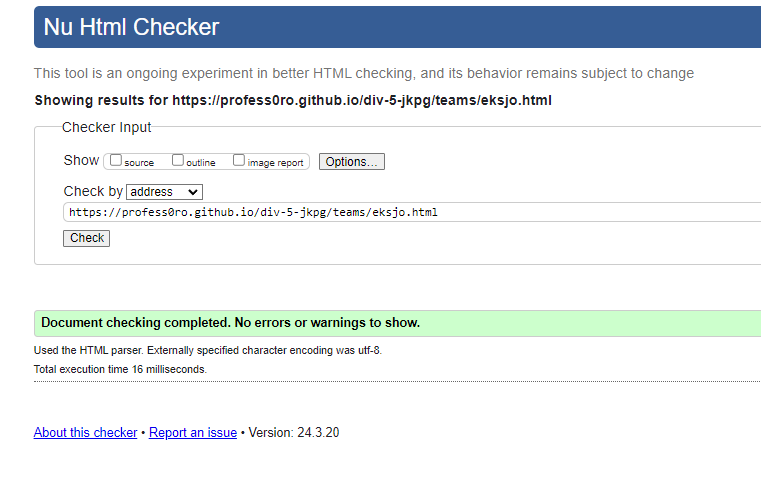 Nu Html Checker
This tool is an ongoing experiment in better HTML checking, and its behavior remains subject to change
Showing results for https://profess0ro.github.io/div-5-jkpg/teams/eksjo.html
Checker Input
Show source outline image report Options...
Check by address
https://profess0ro.github.io/div-5-jkpg/teams/eksjo.html
Check
Document checking completed. No errors or warnings to show.
Used the HTML parser. Externally specified character encoding was utf-8.
Total execution time 16 milliseconds.
About this checker • Report an issue • Version: 24.3.20